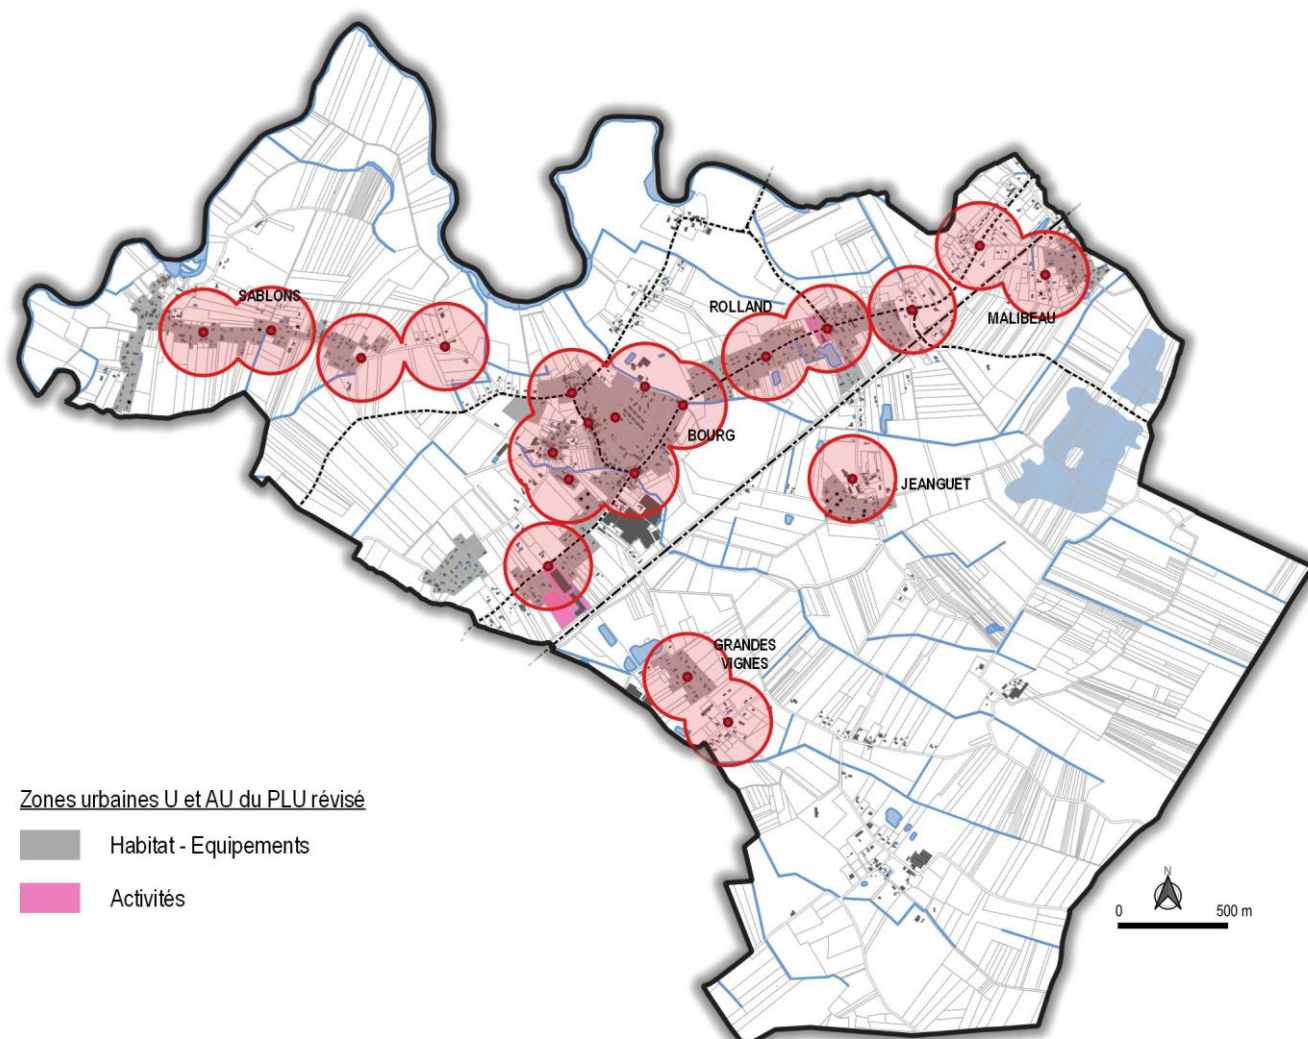 SABLONS
ROLLAND
MALIBEAU
BOURG
JEANGUET
GRANDES
VIGNES
Zones urbaines U et AU du PLU révisé
Habitat - Equipements
Activités
N
0 500 m